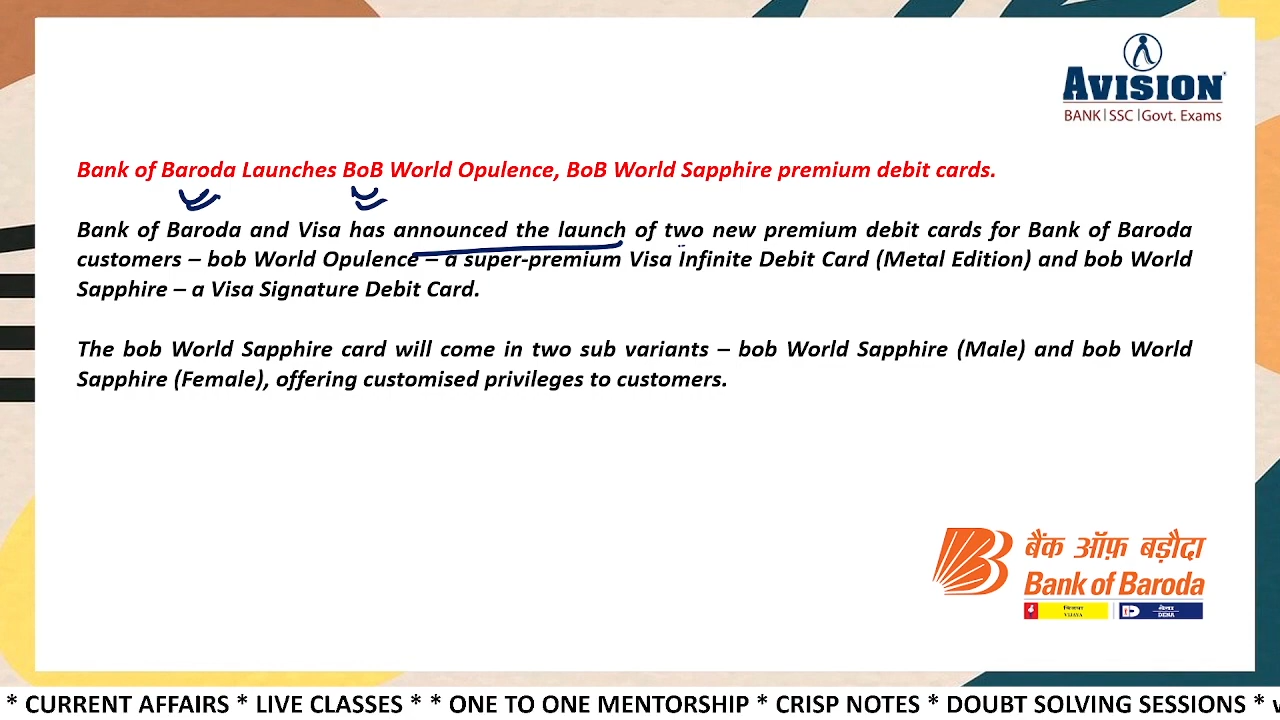 AVISION
BANK | SSC | Govt. Exams
Bank of Baroda Launches BoB World Opulence, BoB World Sapphire premium debit cards.
Bank of Baroda and Visa has announced the launch of two new premium debit cards for Bank of Baroda
customers – bob World Opulence – a super-premium Visa Infinite Debit Card (Metal Edition) and bob World
Sapphire – a Visa Signature Debit Card.
The bob World Sapphire card will come in two sub variants – bob World Sapphire (Male) and bob World
Sapphire (Female), offering customised privileges to customers.
बैंक ऑफ़ बड़ौदा
Bank of Baroda
VIJAYA
DENA
* CURRENT AFFAIRS * LIVE CLASSES * * ONE TO ONE MENTORSHIP * CRISP NOTES * DOUBT SOLVING SESSIONS *